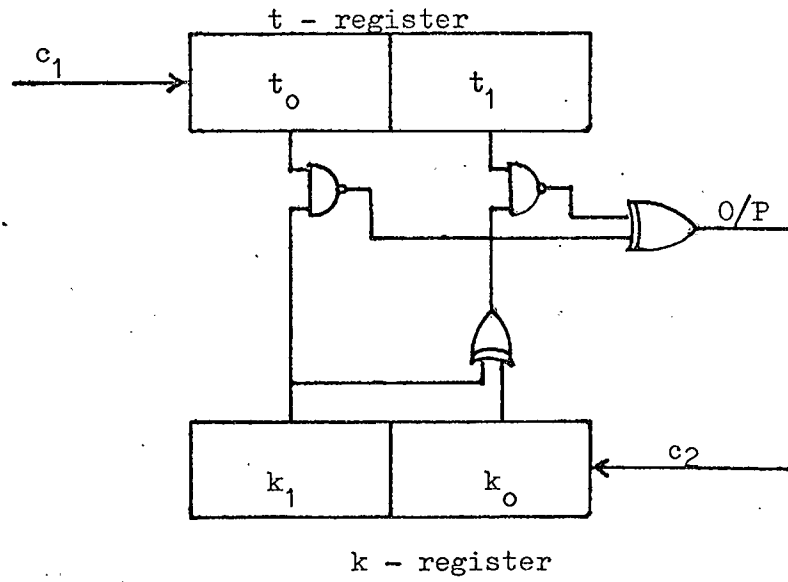 t - register
c1
t0
t1
O/P
c2
k1
k0
k - register